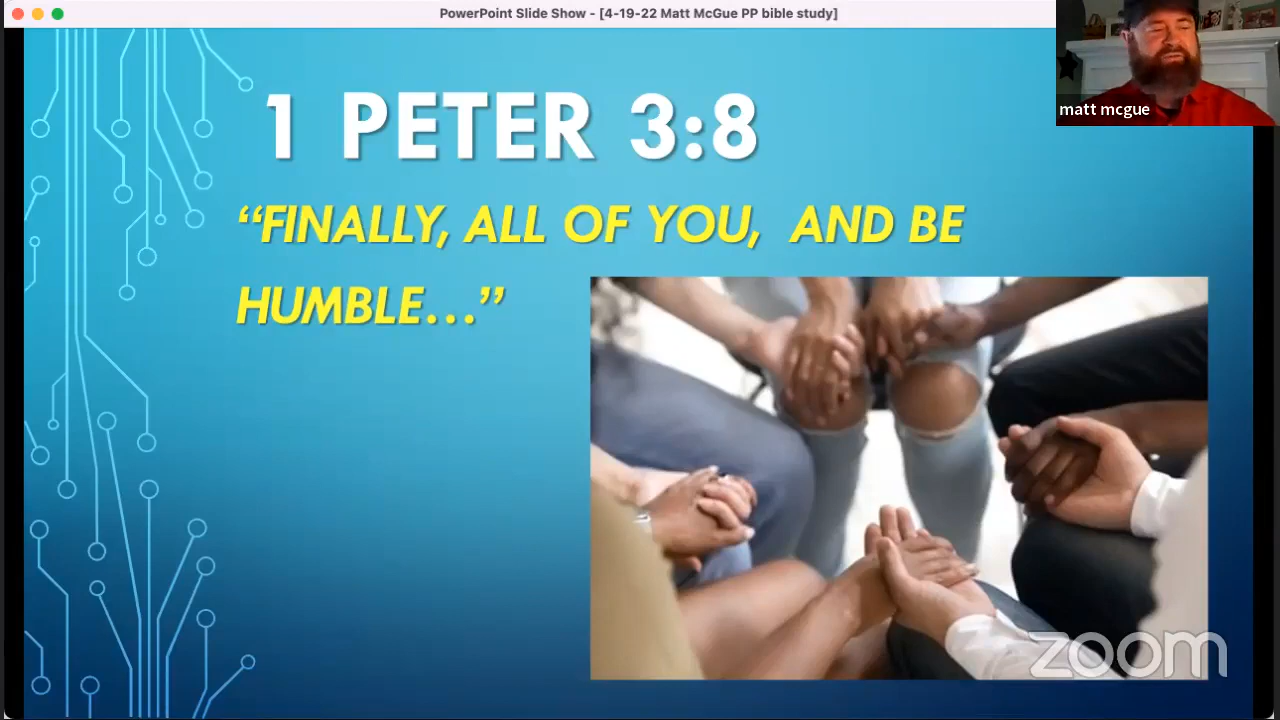 PowerPoint Slide Show - [4-19-22 Matt McGue PP bible study]
matt mcgue
1 PETER 3:8
“FINALLY, ALL OF YOU,  AND BE
HUMBLE…”
zoom